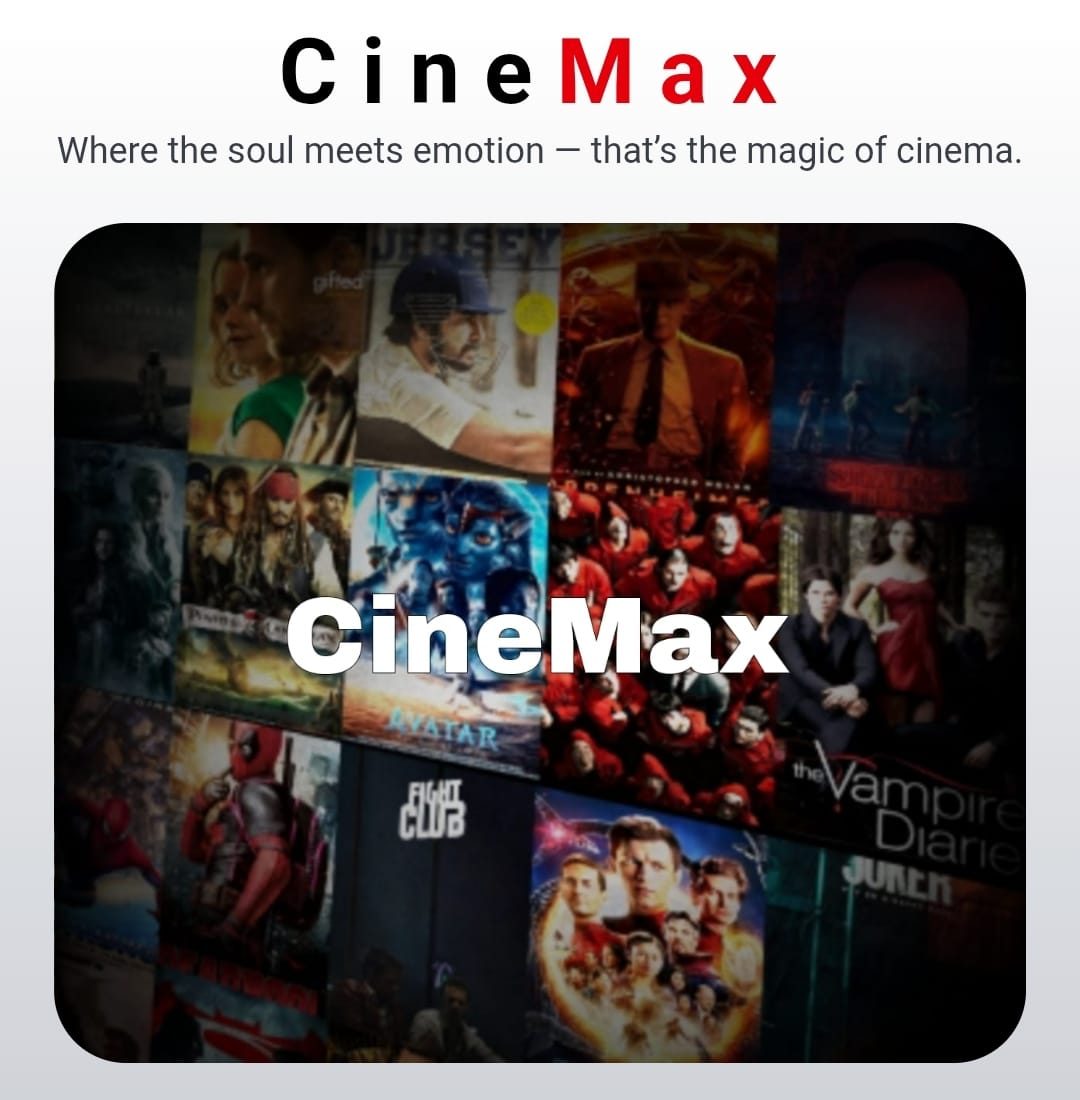 CineMax
Where the soul meets emotion — that’s the magic of cinema.
JERSEY
gifted
CineMax
AVATAR
FIGHT
CLUB
the Vampire
Diarie
JOKER